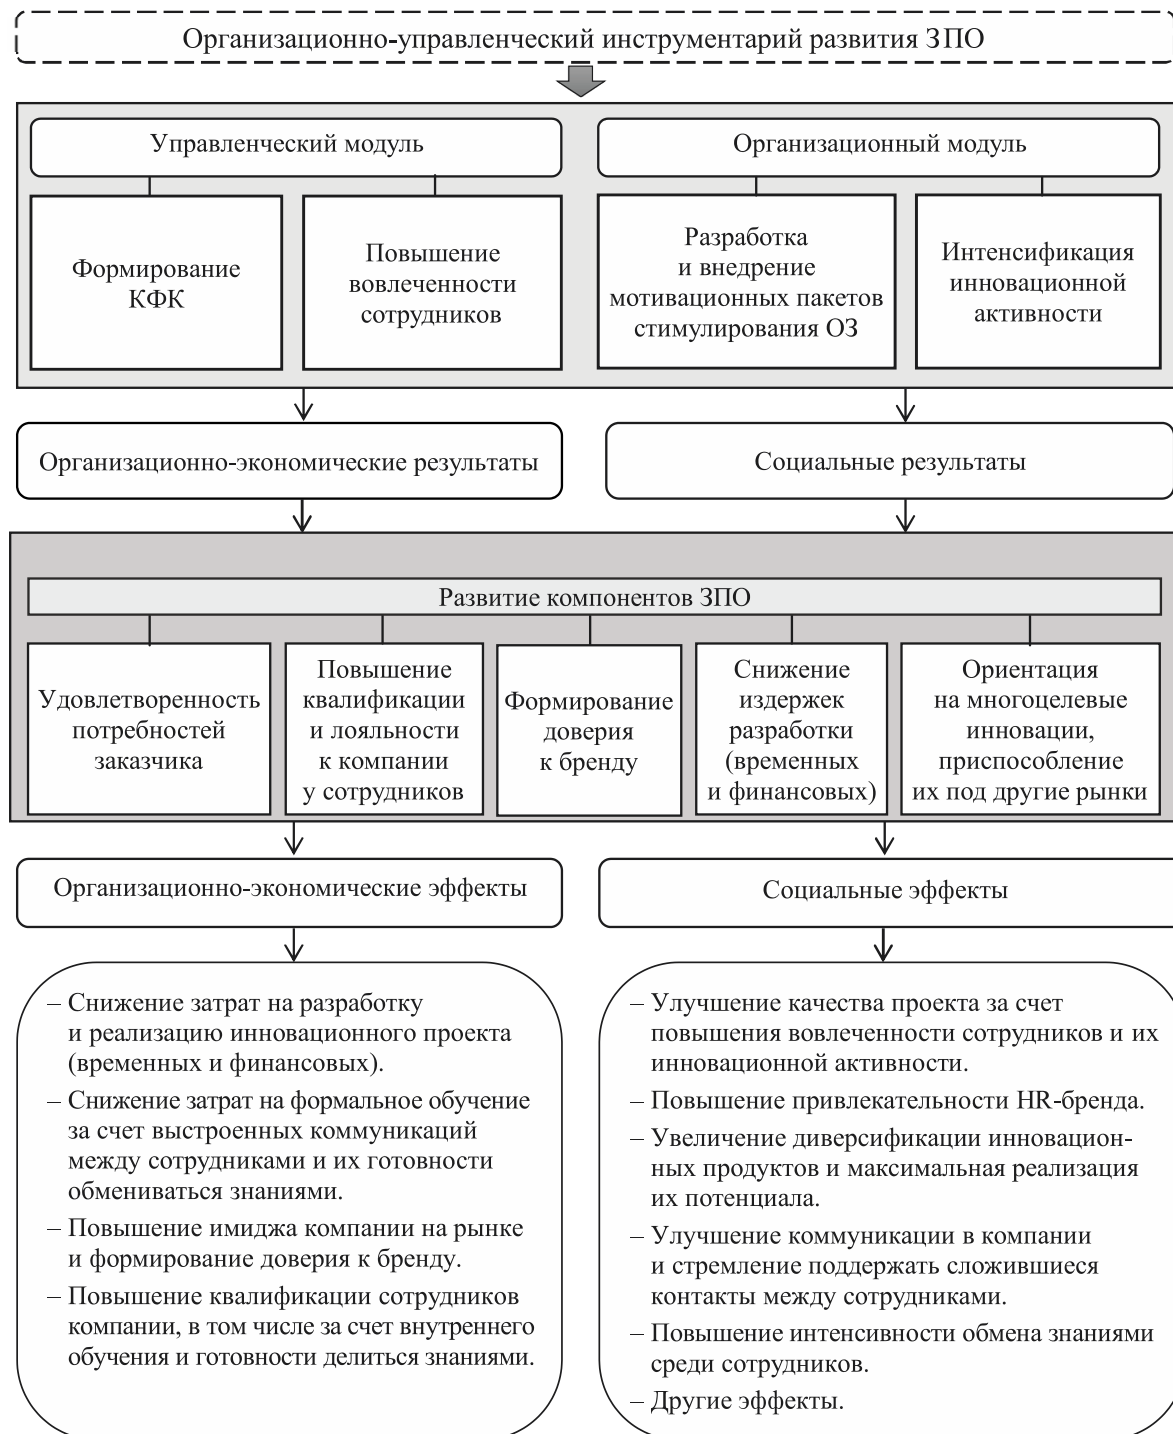 Организационно-управленческий инструментарий развития ЗПО
Управленческий модуль
Организационный модуль
Формирование
КФК
Повышение
вовлеченности
сотрудников
Разработка
и внедрение
мотивационных пакетов
стимулирования ОЗ
Интенсификация
инновационной
активности
Организационно-экономические результаты
Социальные результаты
Развитие компонентов ЗПО
Удовлетворенность
потребностей
заказчика
Повышение
квалификации
и лояльности
к компании
у сотрудников
Формирование
доверия
к бренду
Снижение
издержек
разработки
(временных
и финансовых)
Ориентация
на многоцелевые
инновации,
приспособление
их под другие рынки
Организационно-экономические эффекты
Социальные эффекты
– Снижение затрат на разработку
и реализацию инновационного проекта
(временных и финансовых).
– Снижение затрат на формальное обучение
за счет выстроенных коммуникаций
между сотрудниками и их готовности
обмениваться знаниями.
– Повышение имиджа компании на рынке
и формирование доверия к бренду.
– Повышение квалификации сотрудников
компании, в том числе за счет внутреннего
обучения и готовности делиться знаниями.
– Улучшение качества проекта за счет
повышения вовлеченности сотрудников и их
инновационной активности.
– Повышение привлекательности HR-бренда.
– Увеличение диверсификации инновацион-
ных продуктов и максимальная реализация
их потенциала.
– Улучшение коммуникации в компании
и стремление поддержать сложившиеся
контакты между сотрудниками.
– Повышение интенсивности обмена знаниями
среди сотрудников.
– Другие эффекты.